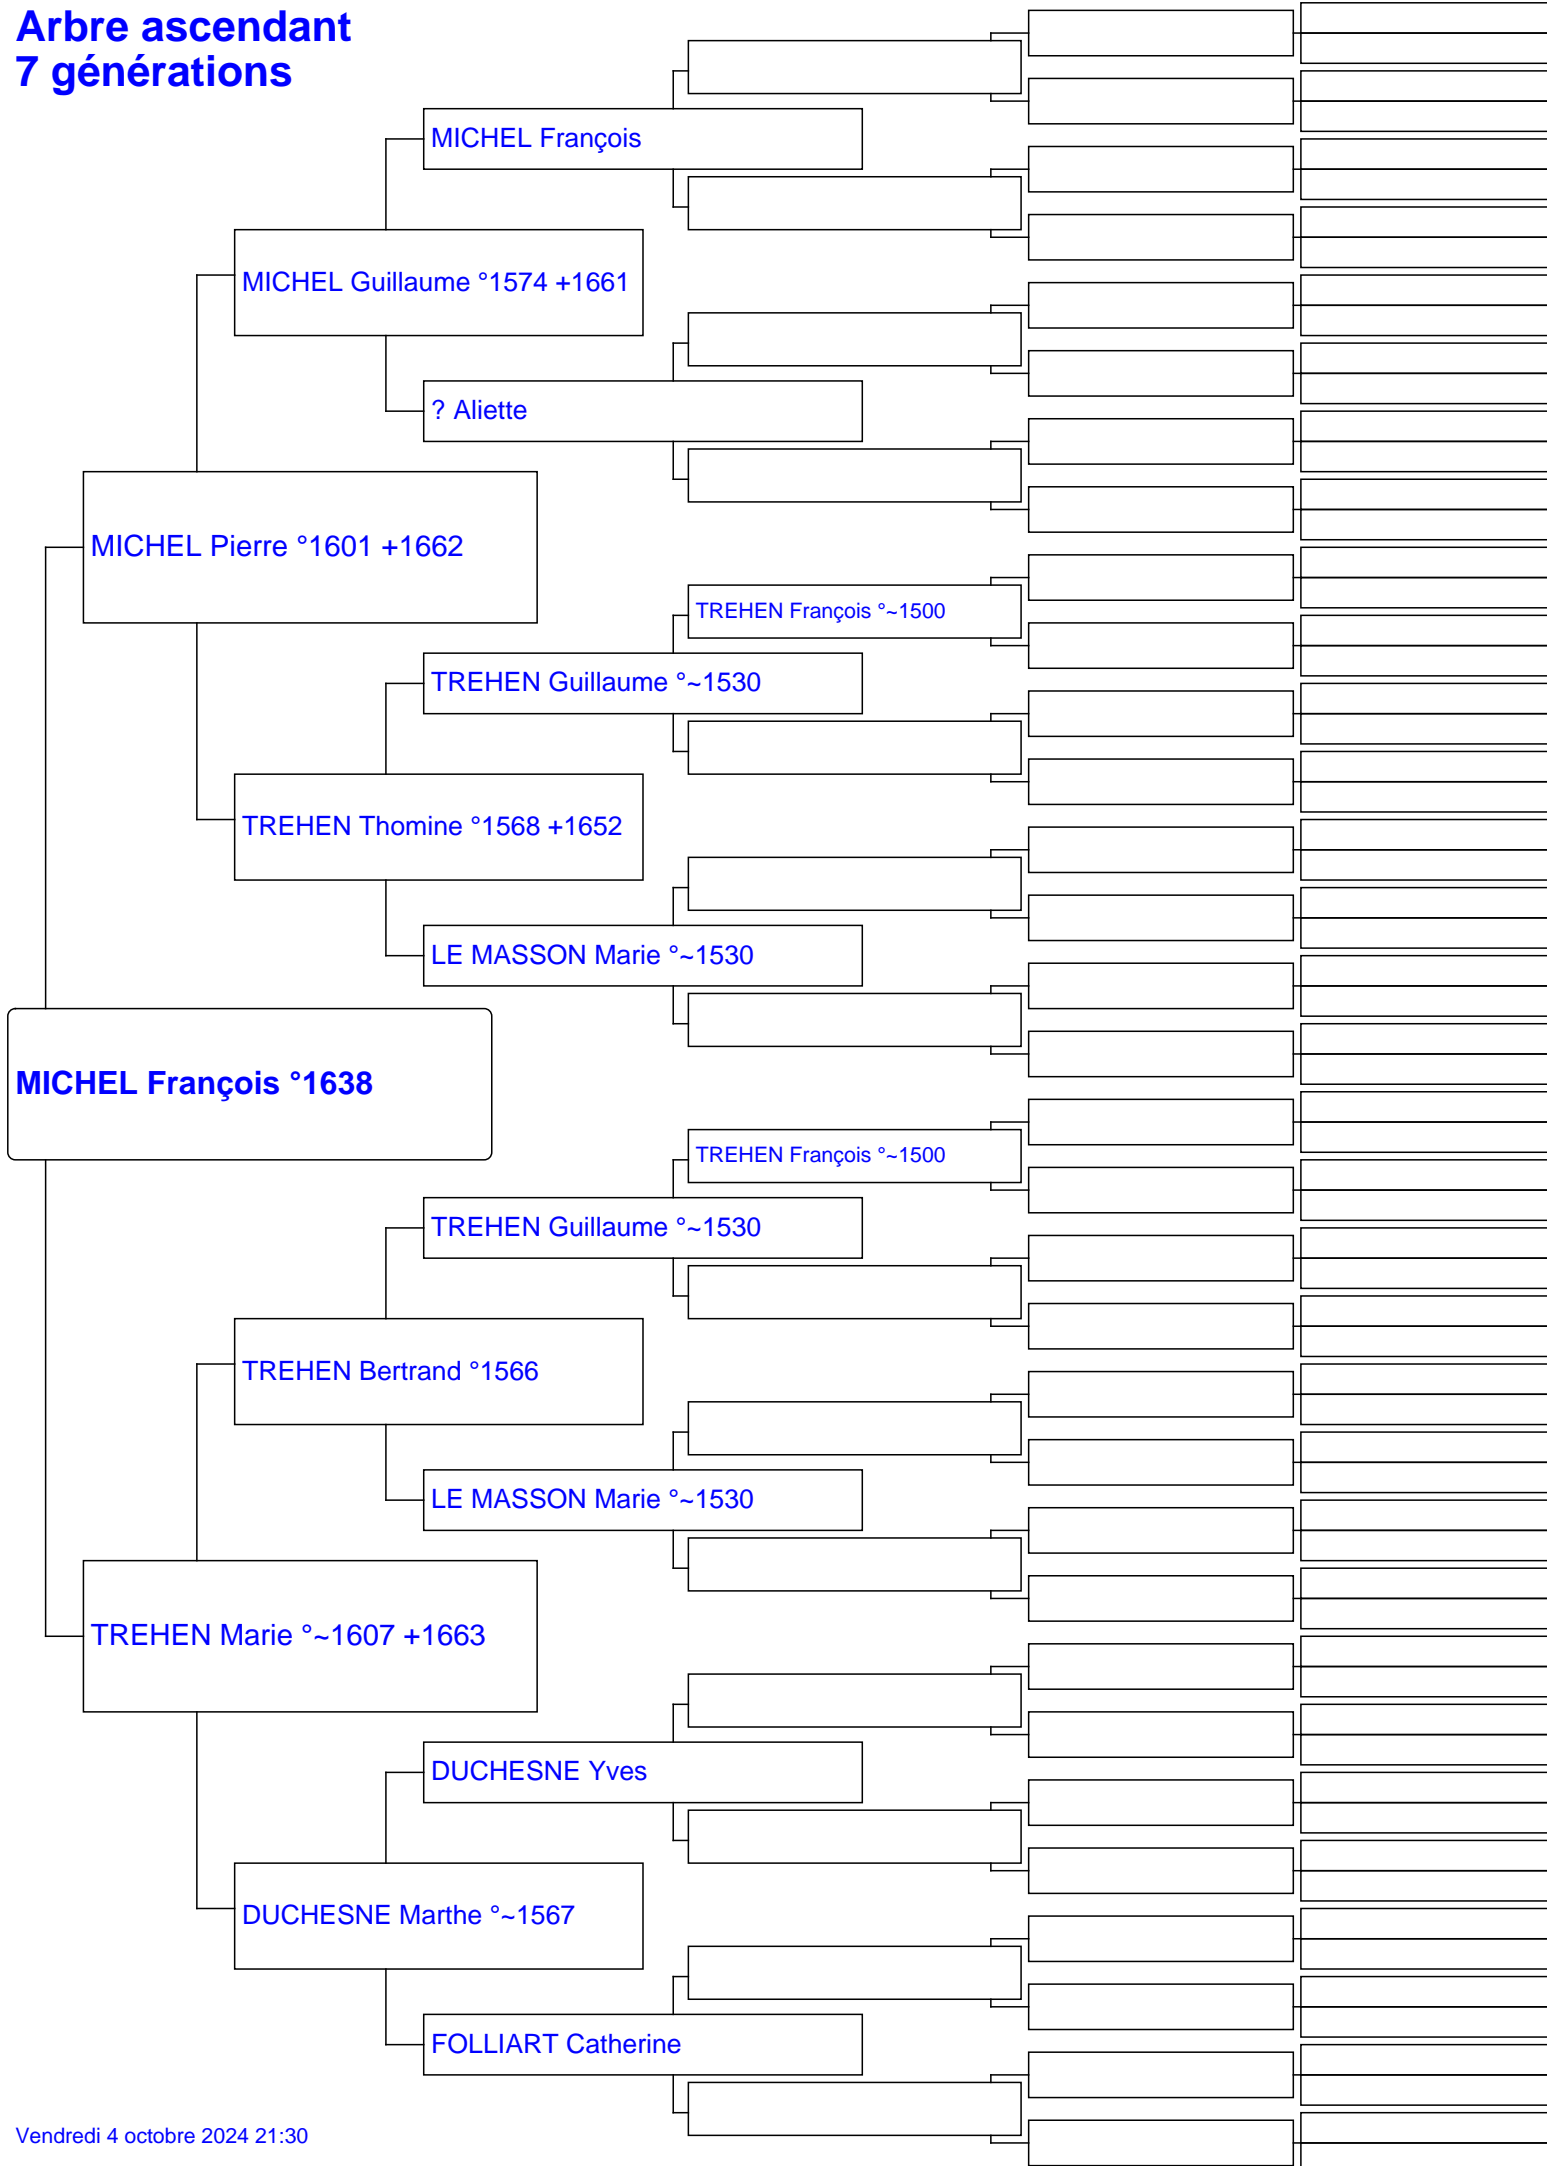 Arbre ascendant
7 générations
MICHEL François
MICHEL Guillaume °1574 +1661
? Aliette
MICHEL Pierre °1601 +1662
TREHEN François °~1500
TREHEN Guillaume °~1530
TREHEN Thomine °1568 +1652
LE MASSON Marie °~1530
MICHEL François °1638
TREHEN François °~1500
TREHEN Guillaume °~1530
TREHEN Bertrand °1566
LE MASSON Marie °~1530
TREHEN Marie °~1607 +1663
DUCHESNE Yves
DUCHESNE Marthe °~1567
FOLLIART Catherine
Vendredi 4 octobre 2024 21:30